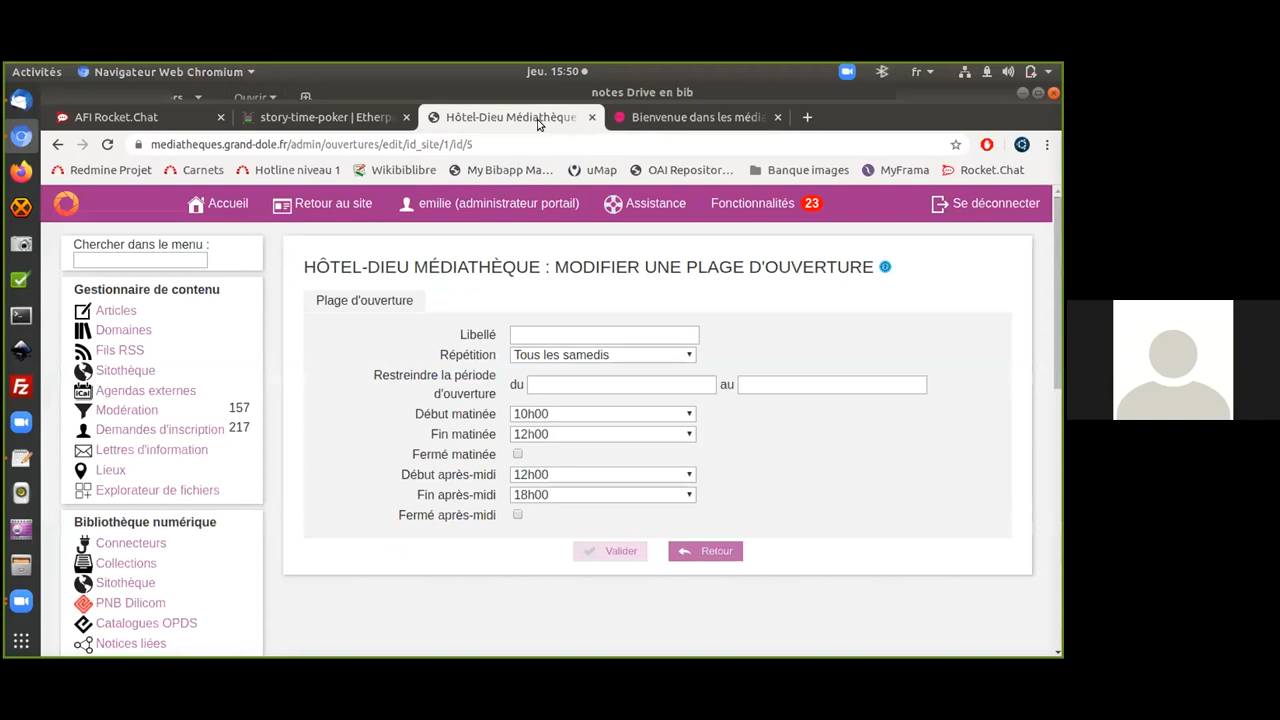 Activités
Navigateur Web Chromium
jeu. 15:50
fr
notes Drive en bib
Ouvrir
AFI Rocket.Chat
story-time-poker | Etherp
Hôtel-Dieu Médiathèque
Bienvenue dans les médi
mediatheques.grand-dole.fr/admin/ouvertures/edit/id_site/1/id/5
Redmine Projet
Carnets
Hotline niveau 1
Wikibiblibre
My Bibapp Ma...
uMap
OAI Repositor...
Banque images
MyFrama
Rocket.Chat
Accueil
Retour au site
emilie (administrateur portail)
Assistance
Fonctionnalités 23
Se déconnecter
Chercher dans le menu :
Gestionnaire de contenu
Articles
Domaines
Fils RSS
Sitothèque
Agendas externes
Modération 157
Demandes d'inscription 217
Lettres d'information
Lieux
Explorateur de fichiers
Bibliothèque numérique
Connecteurs
Collections
Sitothèque
PNB Dilicom
Catalogues OPDS
Notices liées
HÔTEL-DIEU MÉDIATHÈQUE : MODIFIER UNE PLAGE D'OUVERTURE
Plage d'ouverture
Libellé
Répétition Tous les samedis
Restreindre la période
d'ouverture
du
au
Début matinée 10h00
Fin matinée 12h00
Fermé matinée
Début après-midi 12h00
Fin après-midi 18h00
Fermé après-midi
Valider
Retour